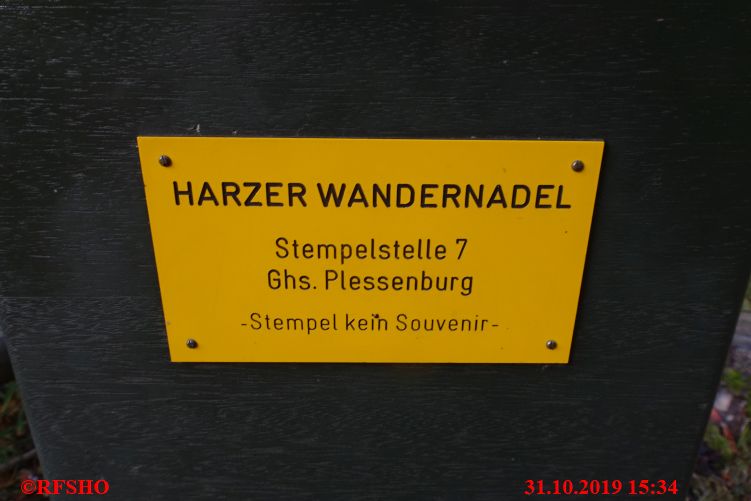 HARZER WANDERNADEL
Stempelstelle 7
Ghs. Plessenburg
-Stempel kein Souvenir-
©RFSHO
31.10.2019 15:34